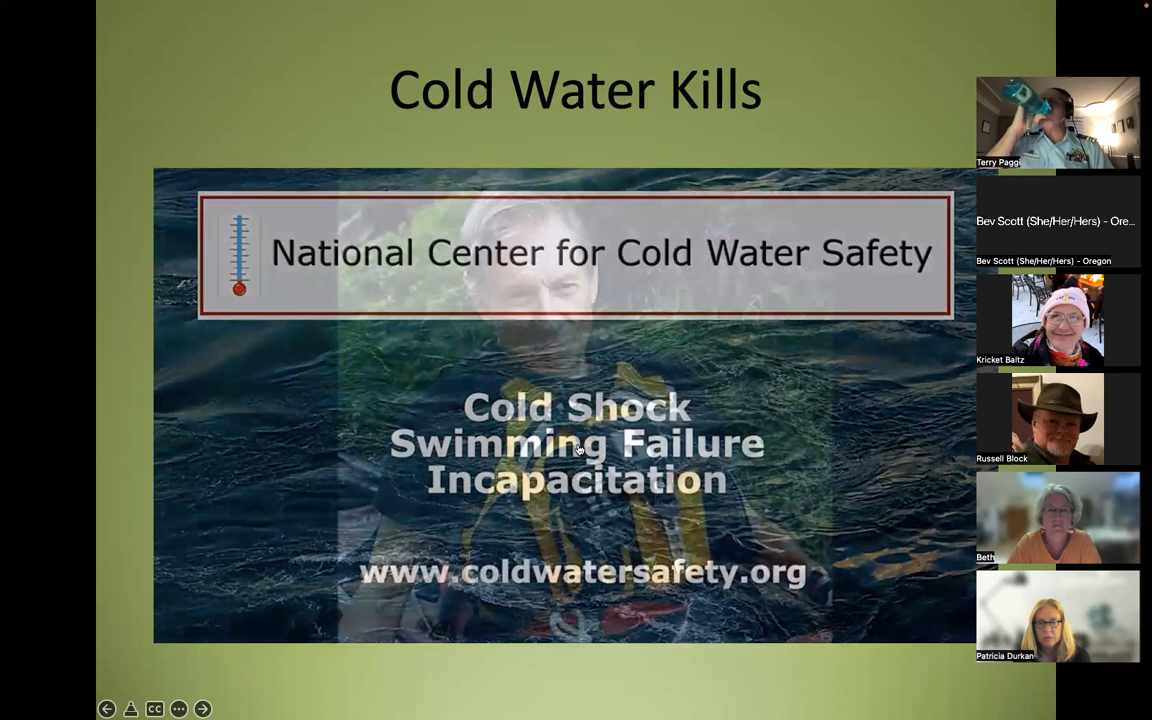 Cold Water Kills
National Center for Cold Water Safety
Cold Shock
Swimming Failure
Incapacitation
www.coldwatersafety.org
Terry Paggi
Bev Scott (She/Her/Hers) - Ore...
Bev Scott (She/Her/Hers) - Oregon
Kricket Baltz
Russell Block
Beth
Patricia Durkan
CC